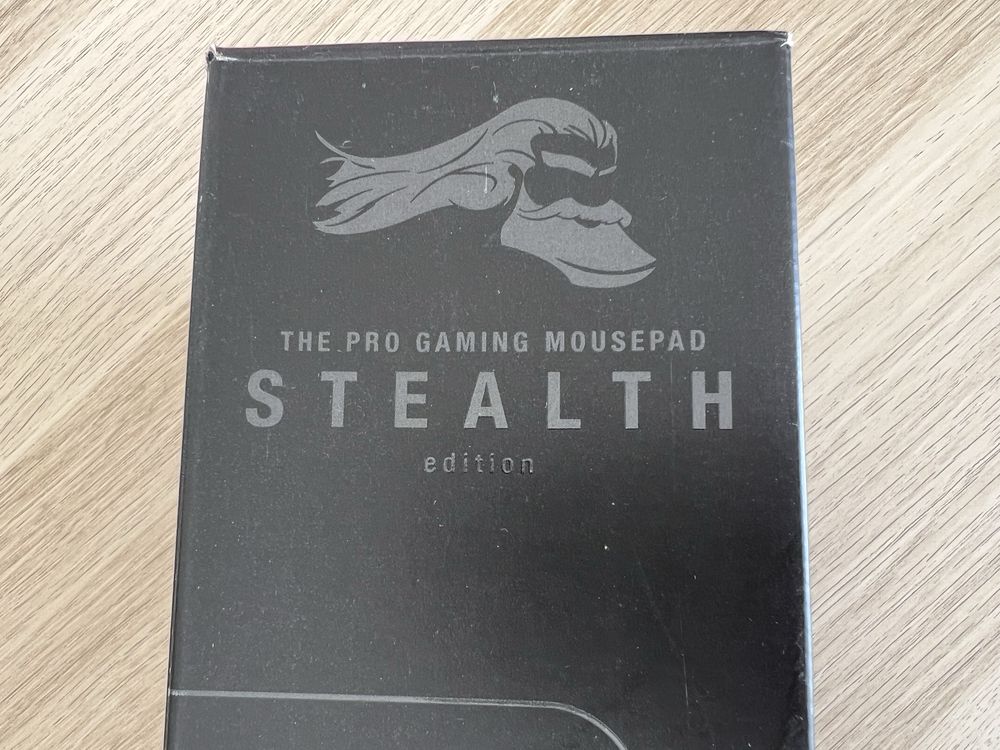 THE PRO GAMING MOUSEPAD
STEALTH
edition